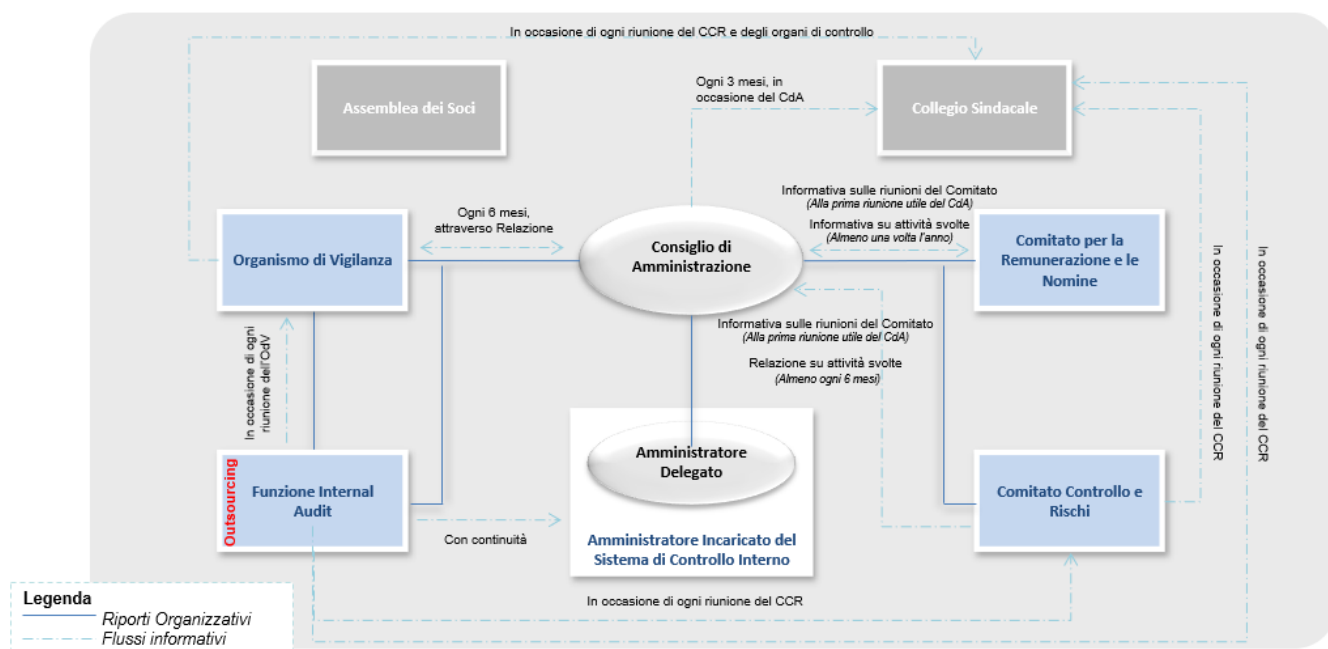 In occasione di ogni riunione del CCR e degli organi di controllo
Assemblea dei Soci
Ogni 3 mesi, in
occasione del CdA
Collegio Sindacale
Organismo di Vigilanza
Ogni 6 mesi,
attraverso Relazione
Consiglio di
Amministrazione
Informativa sulle riunioni del Comitato
(Alla prima riunione utile del CdA)
Informativa su attività svolte
(Almeno una volta l'anno)
Comitato per la
Remunerazione e le
Nomine
In occasione di ogni riunione del CCR
In occasione di ogni riunione del CCR
In occasione di ogni
riunione dell'OdV
Informativa sulle riunioni del Comitato
(Alla prima riunione utile del CdA)
Relazione su attività svolte
(Almeno ogni 6 mesi)
Outsourcing
Funzione Internal
Audit
Con continuità
Amministratore
Delegato
Amministratore Incaricato del
Sistema di Controllo Interno
Comitato Controllo e
Rischi
In occasione di ogni riunione del CCR
Legenda
Riporti Organizzativi
Flussi informativi